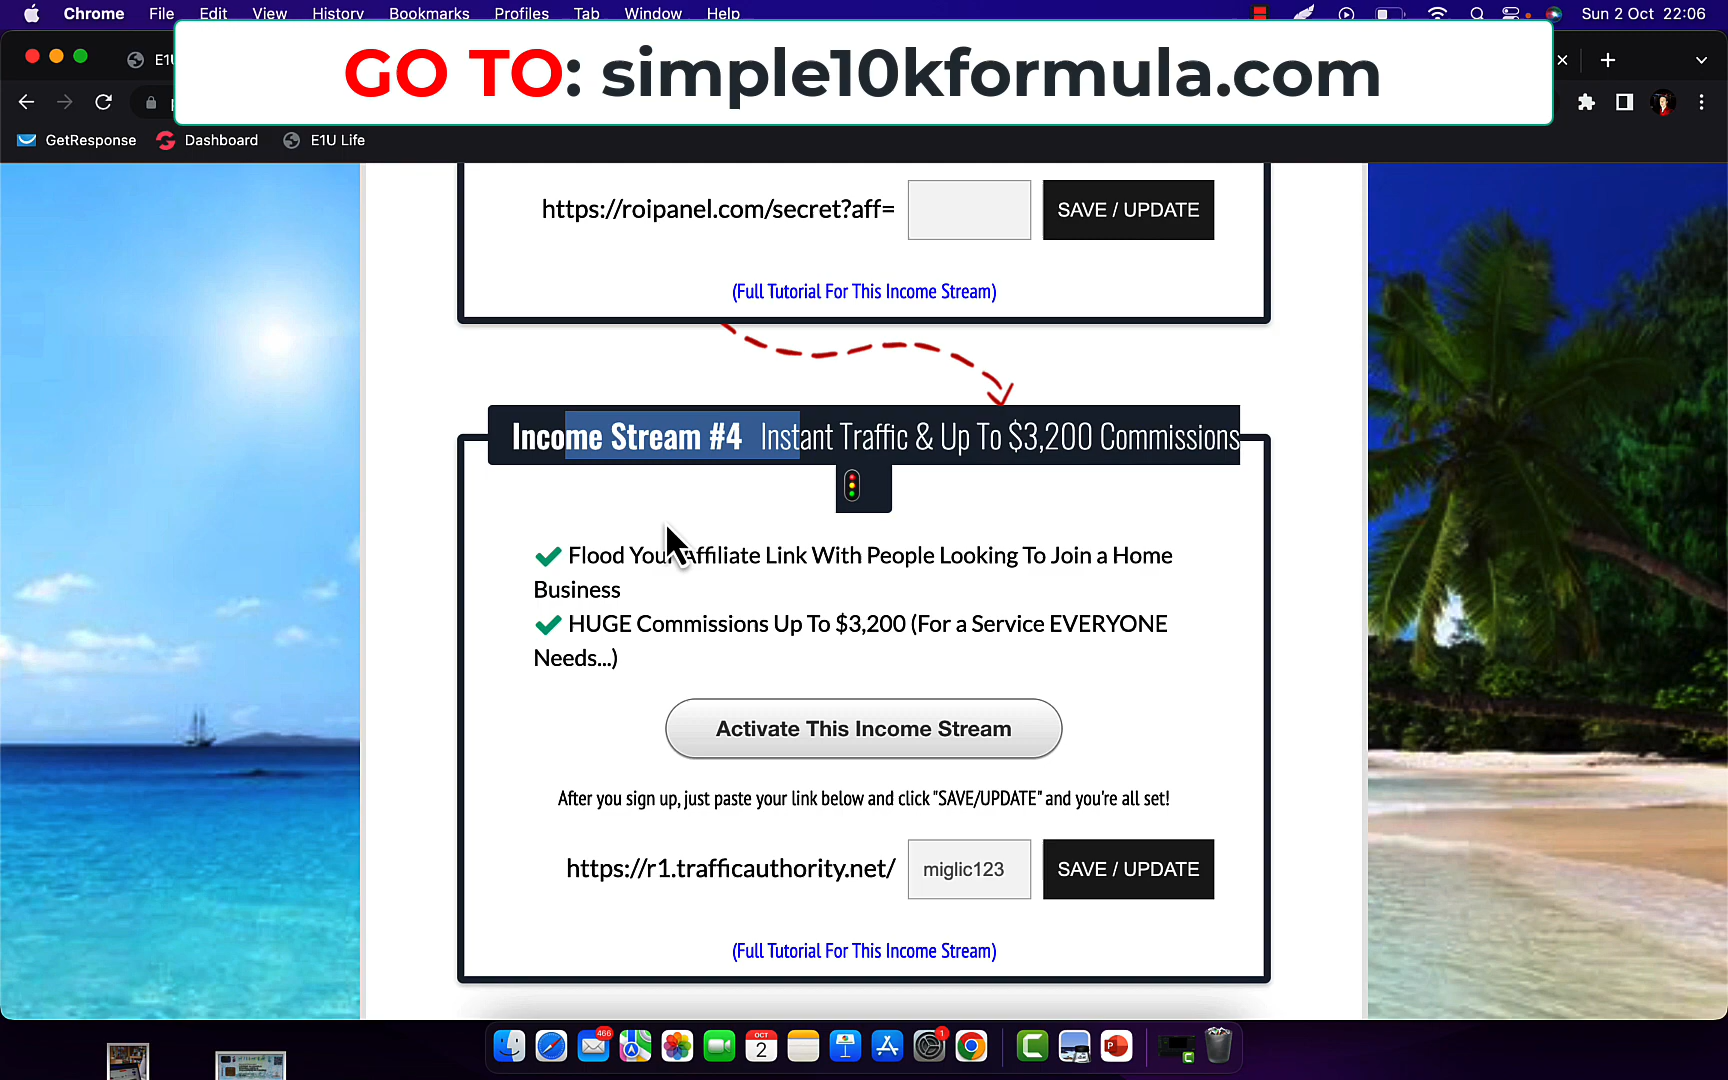 Chrome File Edit View History Bookmarks Profiles Tab Window Help Sun 2 Oct 22:06
GO TO: simple10kformula.com
GetResponse Dashboard E1U Life
https://roipanel.com/secret?aff= SAVE / UPDATE
(Full Tutorial For This Income Stream)
Income Stream #4 Instant Traffic & Up To $3,200 Commissions
Flood Your Affiliate Link With People Looking To Join a Home
Business
HUGE Commissions Up To $3,200 (For a Service EVERYONE
Needs...)
Activate This Income Stream
After you sign up, just paste your link below and click "SAVE/UPDATE" and you're all set!
https://r1.trafficauthority.net/ miglic123 SAVE / UPDATE
(Full Tutorial For This Income Stream)
466
OCT
2
1